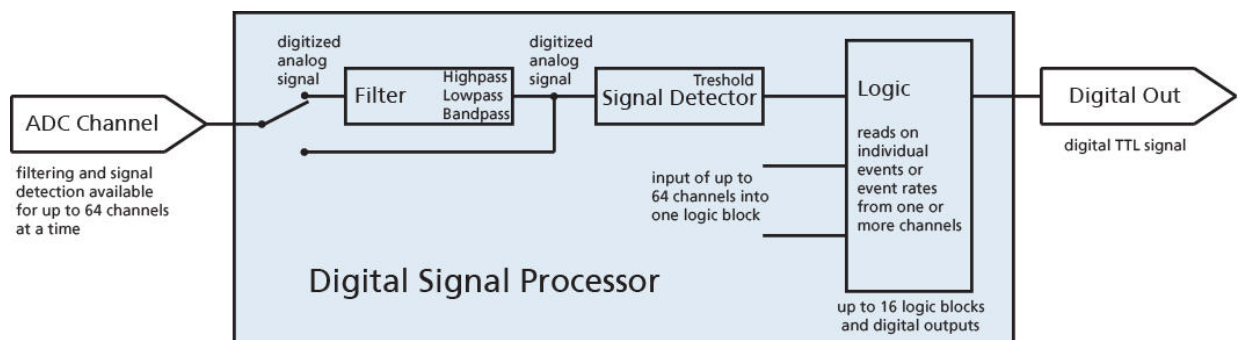 ADC Channel
filtering and signal
detection available
for up to 64 channels
at a time
digitized
analog
signal
Filter
Highpass
Lowpass
Bandpass
digitized
analog
signal
Treshold
Signal Detector
input of up to
64 channels into
one logic block
Logic
reads on
individual
events or
event rates
from one or
more channels
up to 16 logic blocks
and digital outputs
Digital Signal Processor
Digital Out
digital TTL signal